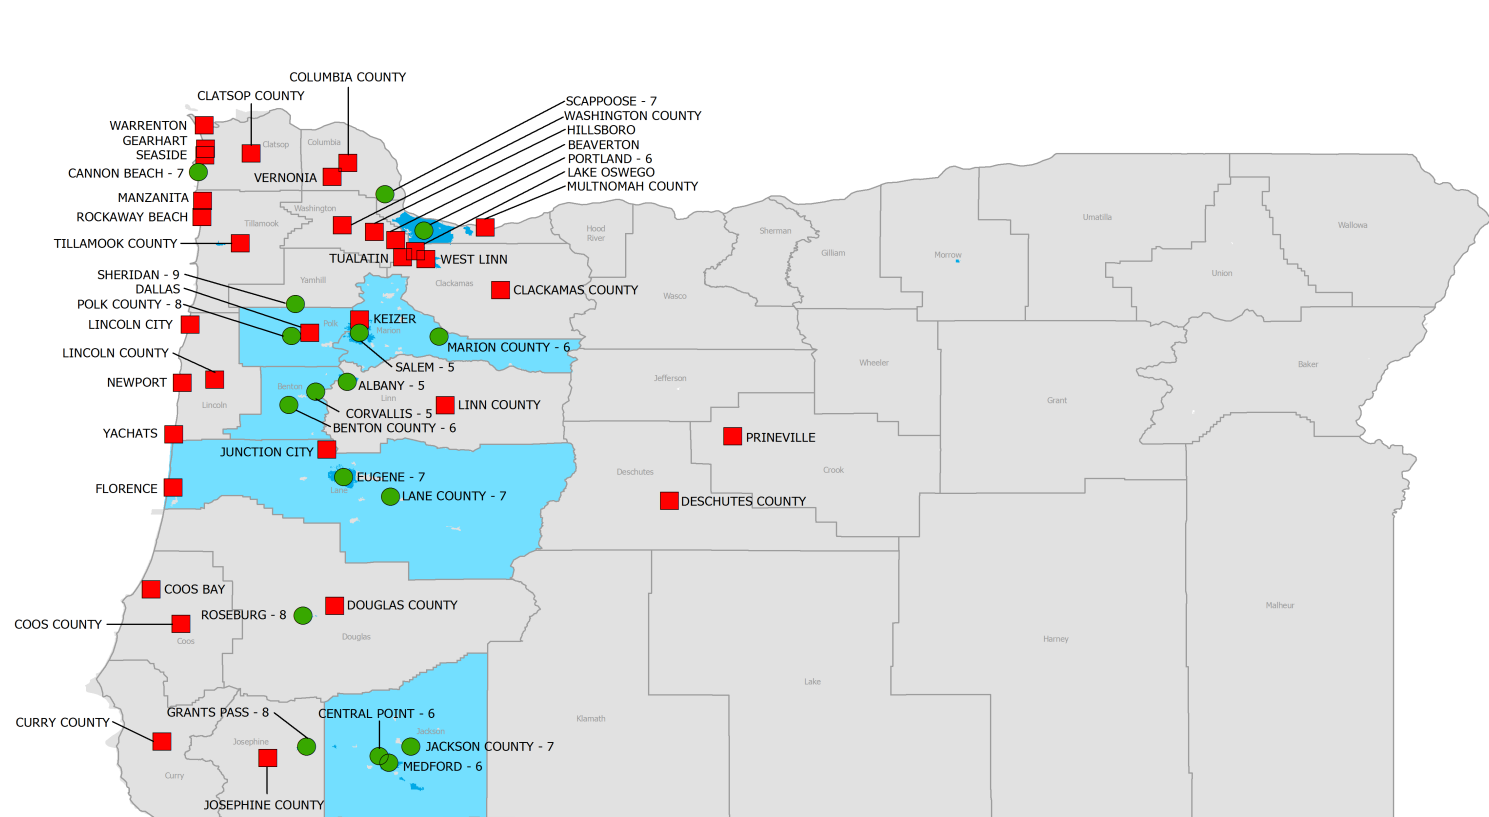 COLUMBIA COUNTY
CLATSOP COUNTY
SCAPPOOSE - 7
WASHINGTON COUNTY
HILLSBORO
BEAVERTON
PORTLAND - 6
LAKE OSWEGO
MULTNOMAH COUNTY
WARRENTON
GEARHART
SEASIDE
CANNON BEACH - 7
Clatsop
Columbia
VERNONIA
MANZANITA
ROCKAWAY BEACH
Washington
Tillamook
TILLAMOOK COUNTY
TUALATIN
WEST LINN
Hood
River
Sherman
Gilliam
Morrow
Umatilla
Wallowa
Union
SHERIDAN - 9
DALLAS
POLK COUNTY - 8
Yamhill
Clackamas
CLACKAMAS COUNTY
Wasco
LINCOLN CITY
Polk
KEIZER
Marion
MARION COUNTY - 6
LINCOLN COUNTY
SALEM - 5
Wheeler
Baker
NEWPORT
Benton
ALBANY - 5
Linn
Jefferson
Lincoln
LINN COUNTY
Grant
CORVALLIS - 5
BENTON COUNTY - 6
YACHATS
PRINEVILLE
JUNCTION CITY
Deschutes
Crook
EUGENE - 7
FLORENCE
Lane
LANE COUNTY - 7
DESCHUTES COUNTY
COOS BAY
DOUGLAS COUNTY
Malheur
ROSEBURG - 8
COOS COUNTY
Coos
Douglas
Harney
Lake
GRANTS PASS - 8
CENTRAL POINT - 6
Klamath
CURRY COUNTY
Jackson
Josephine
JACKSON COUNTY - 7
MEDFORD - 6
Curry
JOSEPHINE COUNTY